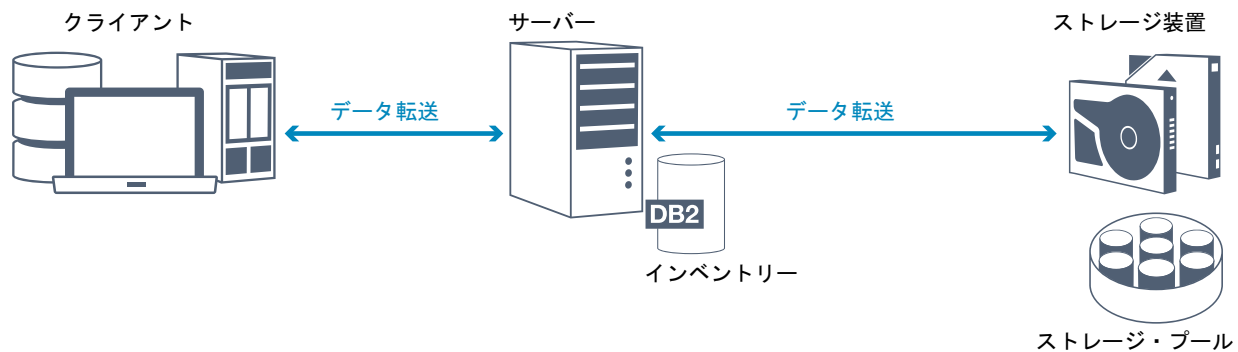 クライアント
サーバー
ストレージ装置
データ転送
データ転送
DB2
インベントリー
ストレージ・プール